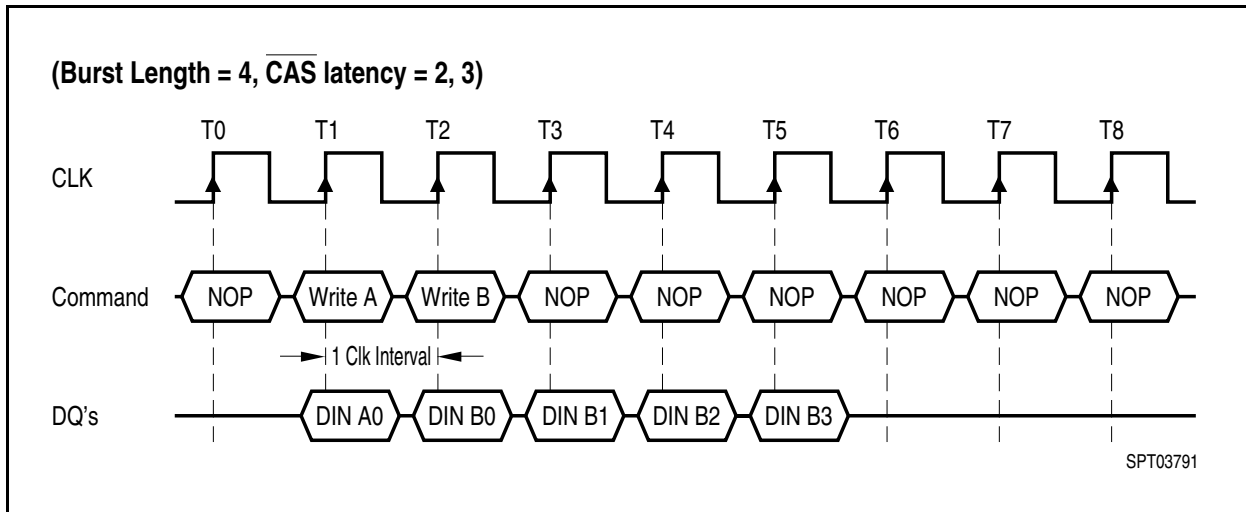 (Burst Length = 4, CAS latency = 2, 3)
T0 T1 T2 T3 T4 T5 T6 T7 T8
CLK
Command NOP Write A Write B NOP NOP NOP NOP NOP NOP
1 Clk Interval
DQ's DIN A0 DIN B0 DIN B1 DIN B2 DIN B3
SPT03791